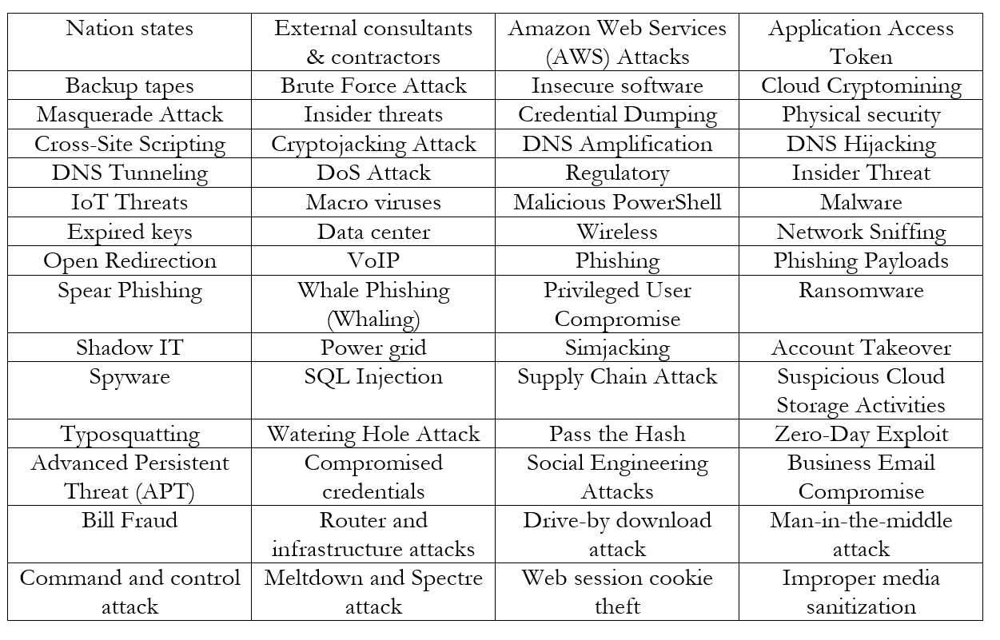 Nation states
External consultants
& contractors
Amazon Web Services
(AWS) Attacks
Application Access
Token
Backup tapes
Brute Force Attack
Insecure software
Cloud Cryptomining
Masquerade Attack
Insider threats
Credential Dumping
Physical security
Cross-Site Scripting
Cryptojacking Attack
DNS Amplification
DNS Hijacking
DNS Tunneling
DoS Attack
Regulatory
Insider Threat
IoT Threats
Macro viruses
Malicious PowerShell
Malware
Expired keys
Data center
Wireless
Network Sniffing
Open Redirection
VoIP
Phishing
Phishing Payloads
Spear Phishing
Whale Phishing
(Whaling)
Privileged User
Compromise
Ransomware
Shadow IT
Power grid
Simjacking
Account Takeover
Spyware
SQL Injection
Supply Chain Attack
Suspicious Cloud
Storage Activities
Typosquatting
Watering Hole Attack
Pass the Hash
Zero-Day Exploit
Advanced Persistent
Threat (APT)
Compromised
credentials
Social Engineering
Attacks
Business Email
Compromise
Bill Fraud
Router and
infrastructure attacks
Drive-by download
attack
Man-in-the-middle
attack
Command and control
attack
Meltdown and Spectre
attack
Web session cookie
theft
Improper media
sanitization